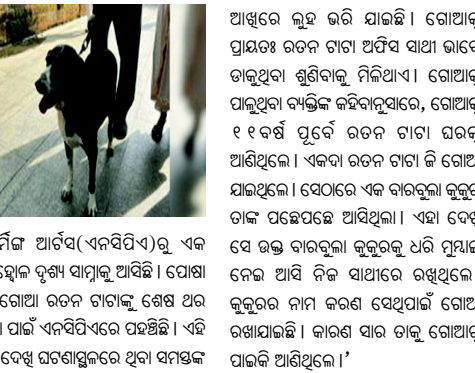 ର୍ମିଙ୍ଗ ଆର୍ଟସ(ଏନସିପିଏ)ରୁ ଏକ
ହ୍ୱଳ ଦୃଶ୍ୟ ସାମ୍ନାକୁ ଆସିଛି। ପୋଷା
ଗୋଆ ରତନ ଟାଟାଙ୍କୁ ଶେଷ ଥର
ପାଇଁ ଏନସିପିଏରେ ପହଞ୍ଚିଛି। ଏହି
ଦେଖି ଘଟଣାସ୍ଥଳରେ ଥିବା ସମସ୍ତଙ୍କ
ଆଖିରେ ଲୁହ ଭରି ଯାଇଛି। ଗୋଆକୁ
ପ୍ରାୟତଃ ରତନ ଟାଟା ଅଫିସ ସାଥୀ ଭାବେ
ଡାକୁଥିବା ଶୁଣିବାକୁ ମିଳିଥାଏ। ଗୋଆକୁ
ପାଳୁଥିବା ବ୍ୟକ୍ତିଙ୍କ କହିବାନୁସାରେ, ଗୋଆକୁ
୧୧ବର୍ଷ ପୂର୍ବେ ରତନ ଟାଟା ଘରକୁ
ଆଣିଥିଲେ। ଏକଦା ରତନ ଟାଟା ଜି ଗୋଆ
ଯାଇଥିଲେ। ସେଠାରେ ଏକ ବାରବୁଲା କୁକୁର
ତାଙ୍କ ପଛେପଛେ ଆସିଥିଲା। ଏହା ଦେଖି
ସେ ଉକ୍ତ ବାରବୁଲା କୁକୁରକୁ ଧରି ମୁମ୍ବାଇ
ନେଇ ଆସି ନିଜ ସାଥୀରେ ରଖିଥିଲେ
କୁକୁରର ନାମ କରଣ ସେଥିପାଇଁ ଗୋଆ
ରଖାଯାଇଛି। କାରଣ ସାର ତାକୁ ଗୋଆରୁ
ପାଇକି ଆଣିଥିଲେ।’